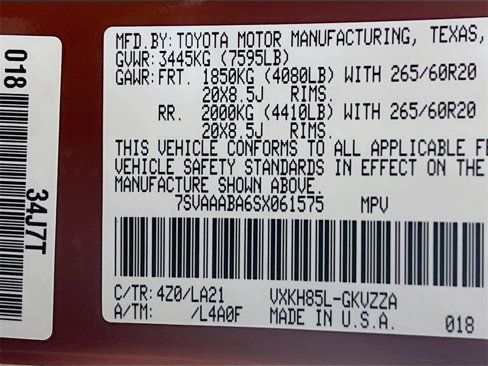 MFD.BY:TOYOTA MOTOR MANUFACTURING, TEXAS,
GVWR:3445KG (7595LB)
GAWR:FRT. 1850KG (4080LB) WITH 265/60R20
20X8.5J RIMS.
RR. 2000KG (4410LB) WITH 265/60R20
20X8.5J RIMS.
THIS VEHICLE CONFORMS TO ALL APPLICABLE FE
VEHICLE SAFETY STANDARDS IN EFFECT ON THE
MANUFACTURE SHOWN ABOVE.
7SVAAABA6SX061575 MPV
C/TR:4Z0/LA21 VXKH85L-GKVZZA
A/TM: /L4A0F MADE IN U.S.A. 018
018
34J7T